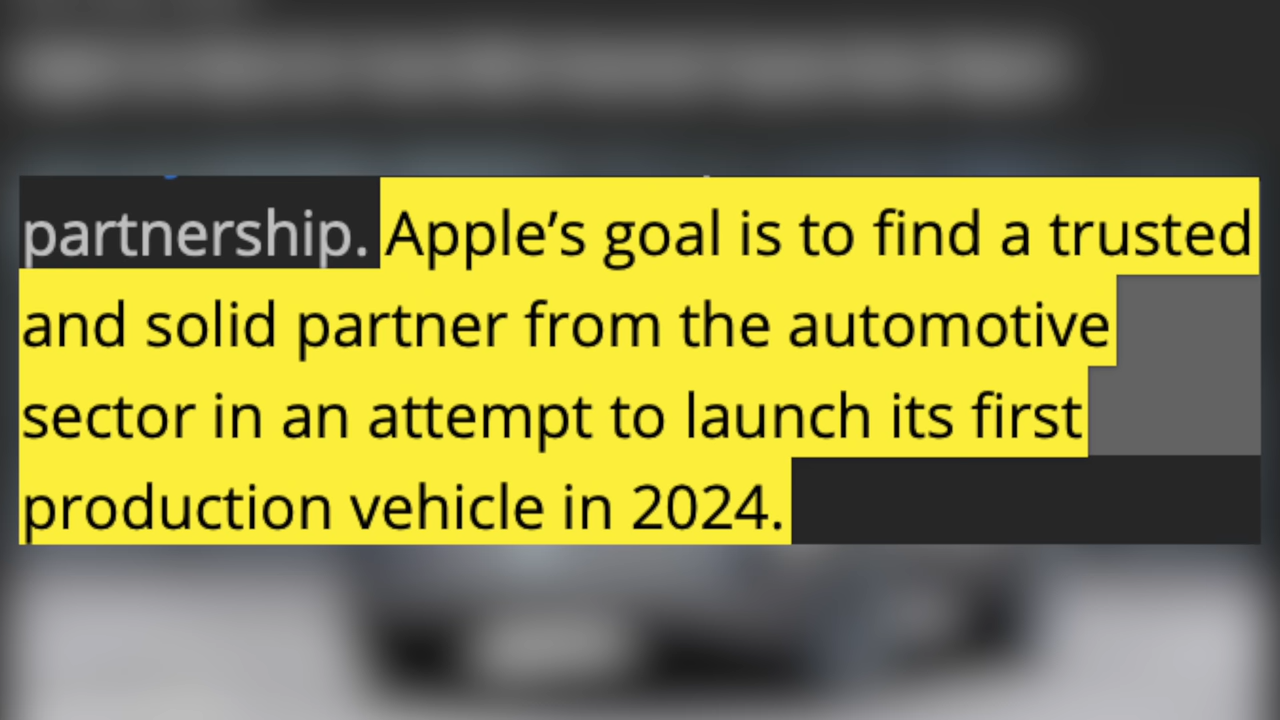 partnership. Apple’s goal is to find a trusted
and solid partner from the automotive
sector in an attempt to launch its first
production vehicle in 2024.